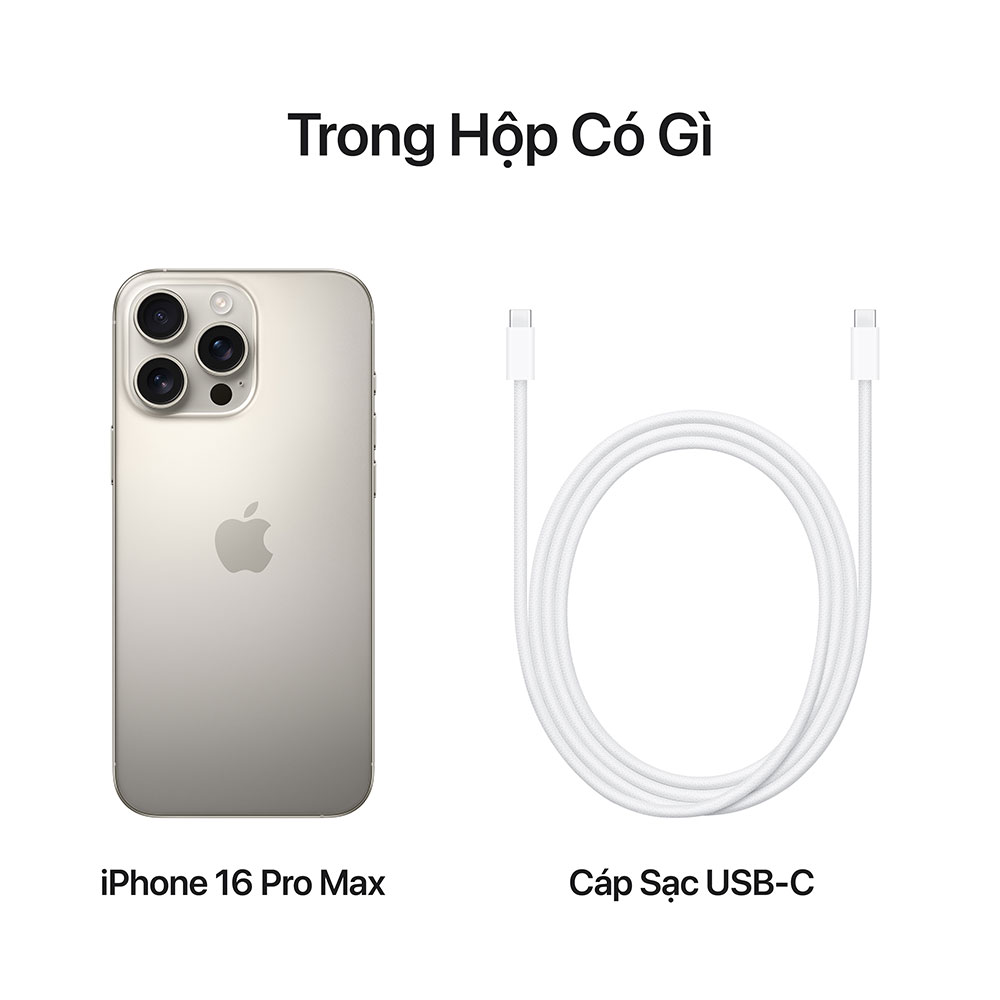 Trong Hộp Có Gì
iPhone 16 Pro Max
Cáp Sạc USB-C